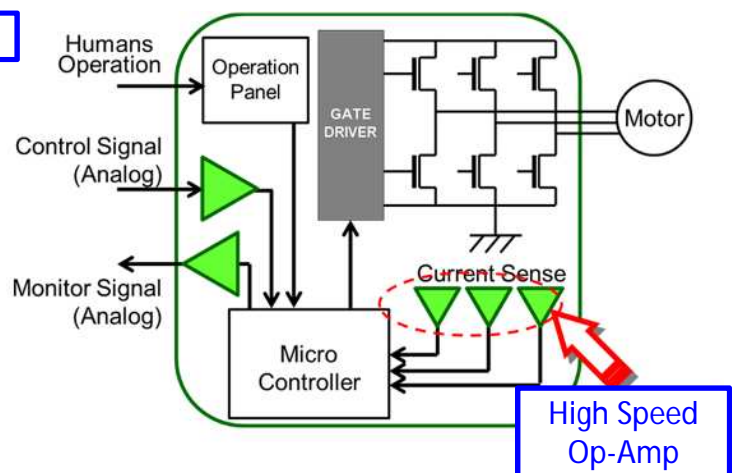 Humans
Operation
Operation
Panel
GATE
DRIVER
Motor
Control Signal
(Analog)
Monitor Signal
(Analog)
Current Sense
Micro
Controller
High Speed
Op-Amp